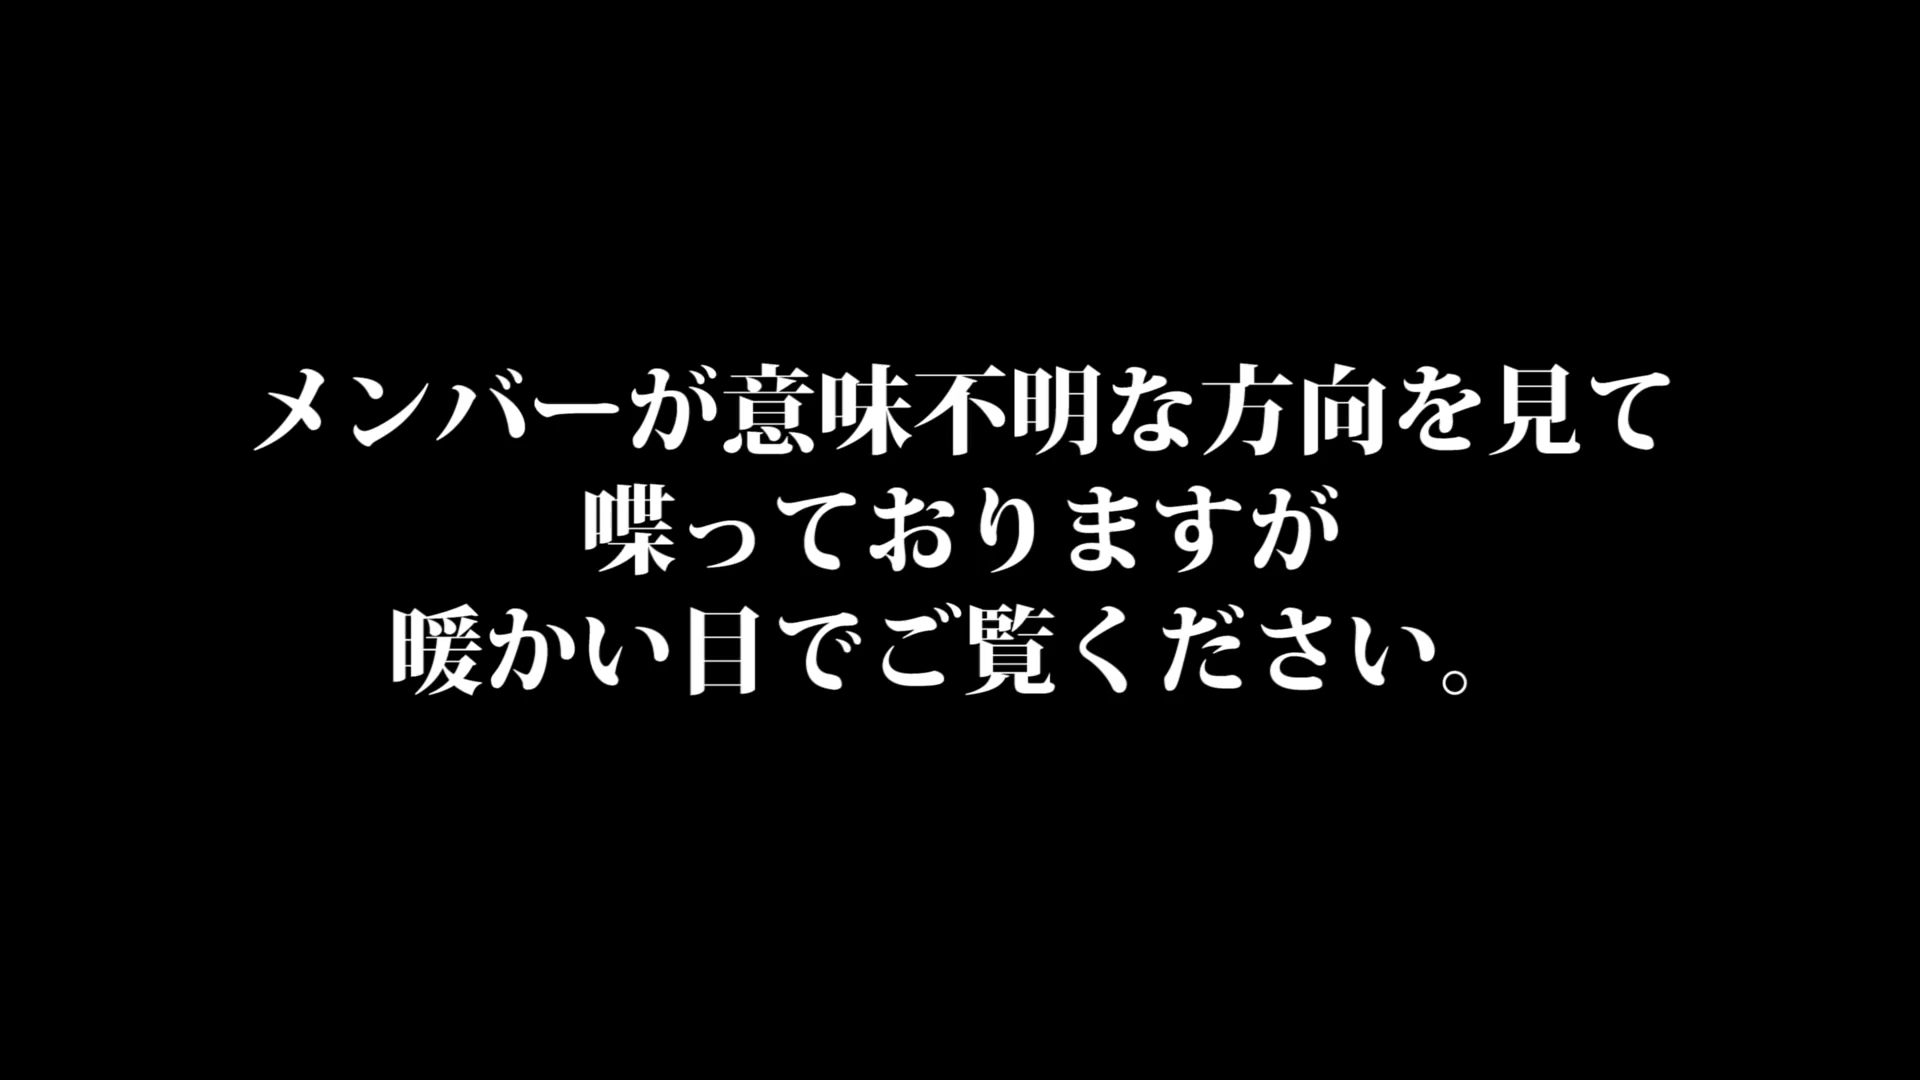 メンバーが意味不明な方向を見て
喋っておりますが
暖かい目でご覧ください。